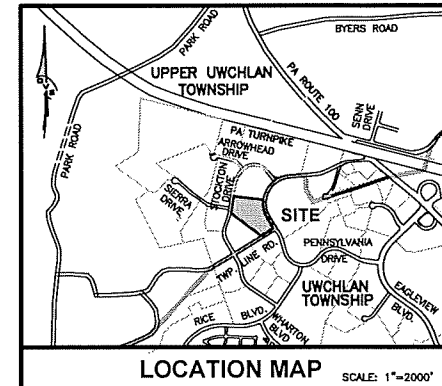 BYERS ROAD
PARK ROAD
UPPER UWCHLAN
TOWNSHIP
PA ROUTE 100
SENN
DRIVE
PA TURNPIKE
ARROWHEAD
DRIVE
STOCKTON
DRIVE
SIERRA
DRIVE
PARK ROAD
SITE
TWP. LINE RD.
PENNSYLVANIA
DRIVE
UWCHLAN
TOWNSHIP
EAGLEVIEW
BLVD.
RICE BLVD.
WHARTON
BLVD
LOCATION MAP
SCALE: 1"=2000'